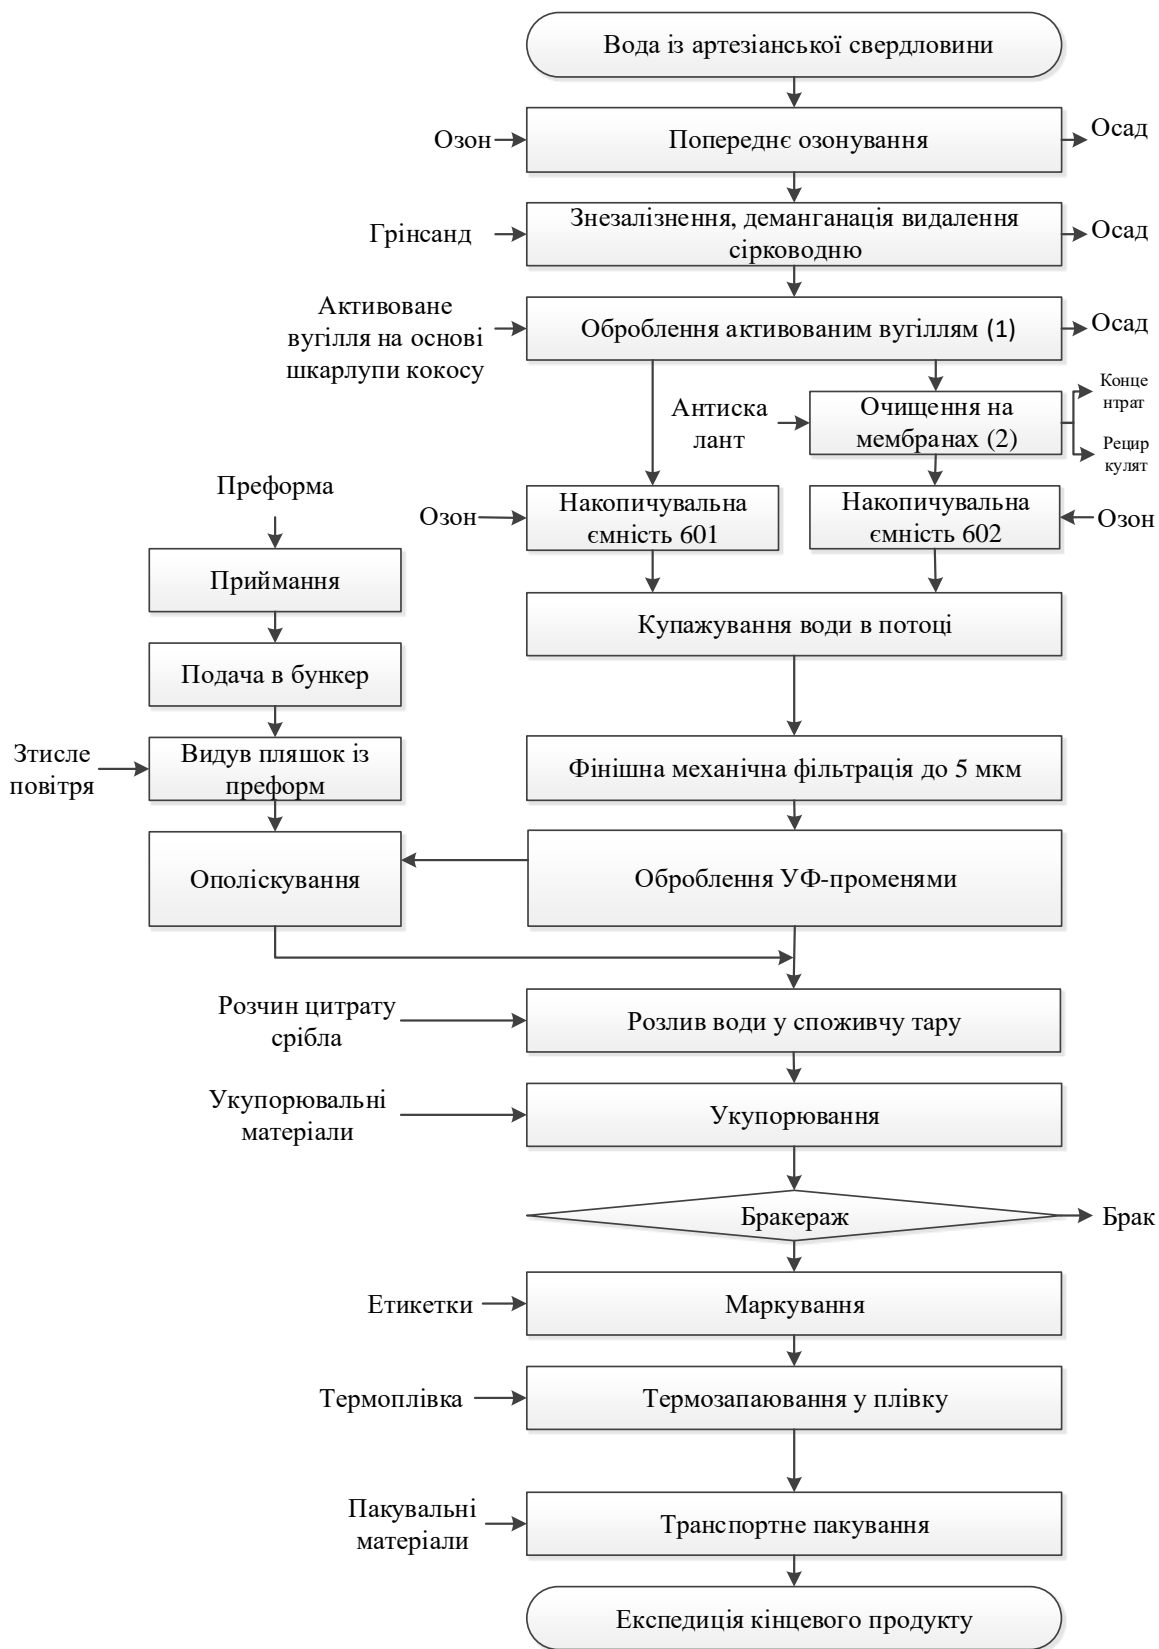 Вода із артезіанської свердловини
Озон
Попереднє озонування
Осад
Грінсанд
Знезалізнення, деманганація видалення
сірководню
Осад
Активоване
вугілля на основі
шкарлупи кокосу
Оброблення активованим вугіллям (1)
Осад
Антиска
лант
Очищення на
мембранах (2)
Конце
нтрат
Рецир
кулят
Преформа
Озон
Накопичувальна
ємність 601
Накопичувальна
ємність 602
Озон
Приймання
Купажування води в потоці
Подача в бункер
Зтисле
повітря
Видув пляшок із
преформ
Фінішна механічна фільтрація до 5 мкм
Ополіскування
Оброблення УФ-променями
Розчин цитрату
срібла
Розлив води у споживчу тару
Укупорювальні
матеріали
Укупорювання
Бракераж
Брак
Етикетки
Маркування
Термоплівка
Термозапаювання у плівку
Пакувальні
матеріали
Транспортне пакування
Експедиція кінцевого продукту